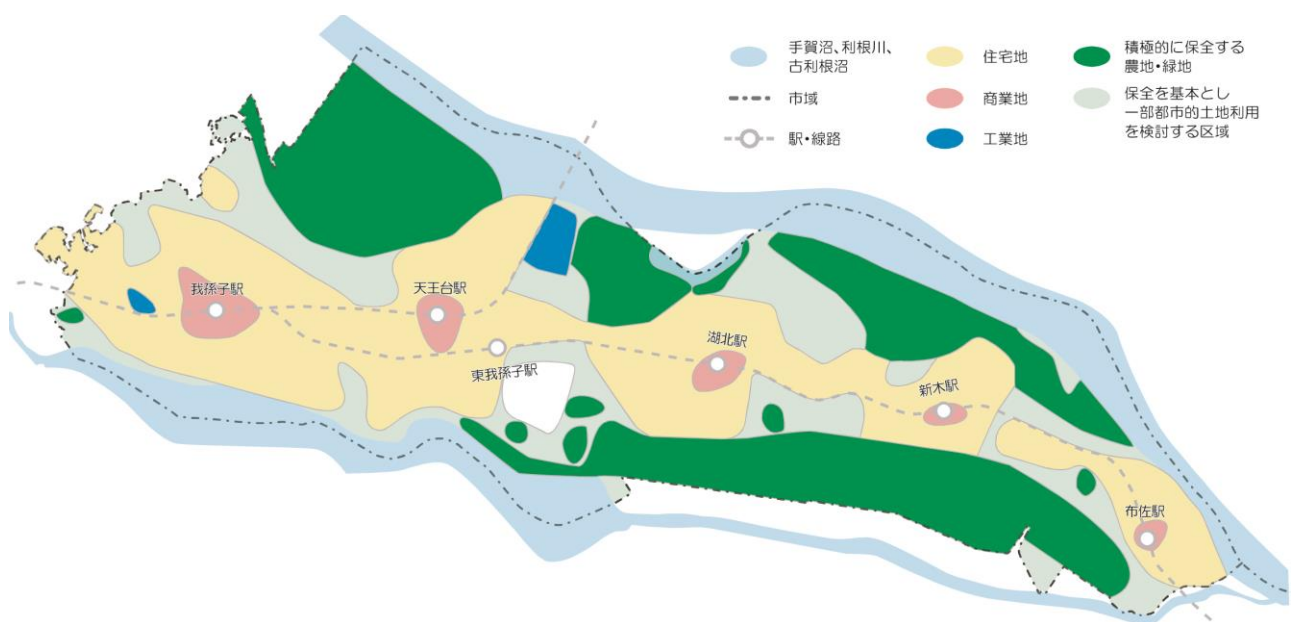 手賀沼、利根川、
古利根沼
市域
駅・線路
住宅地
商業地
工業地
積極的に保全する
農地・緑地
保全を基本とし
一部都市的土地利用
を検討する区域
我孫子駅
天王台駅
東我孫子駅
湖北駅
新木駅
布佐駅